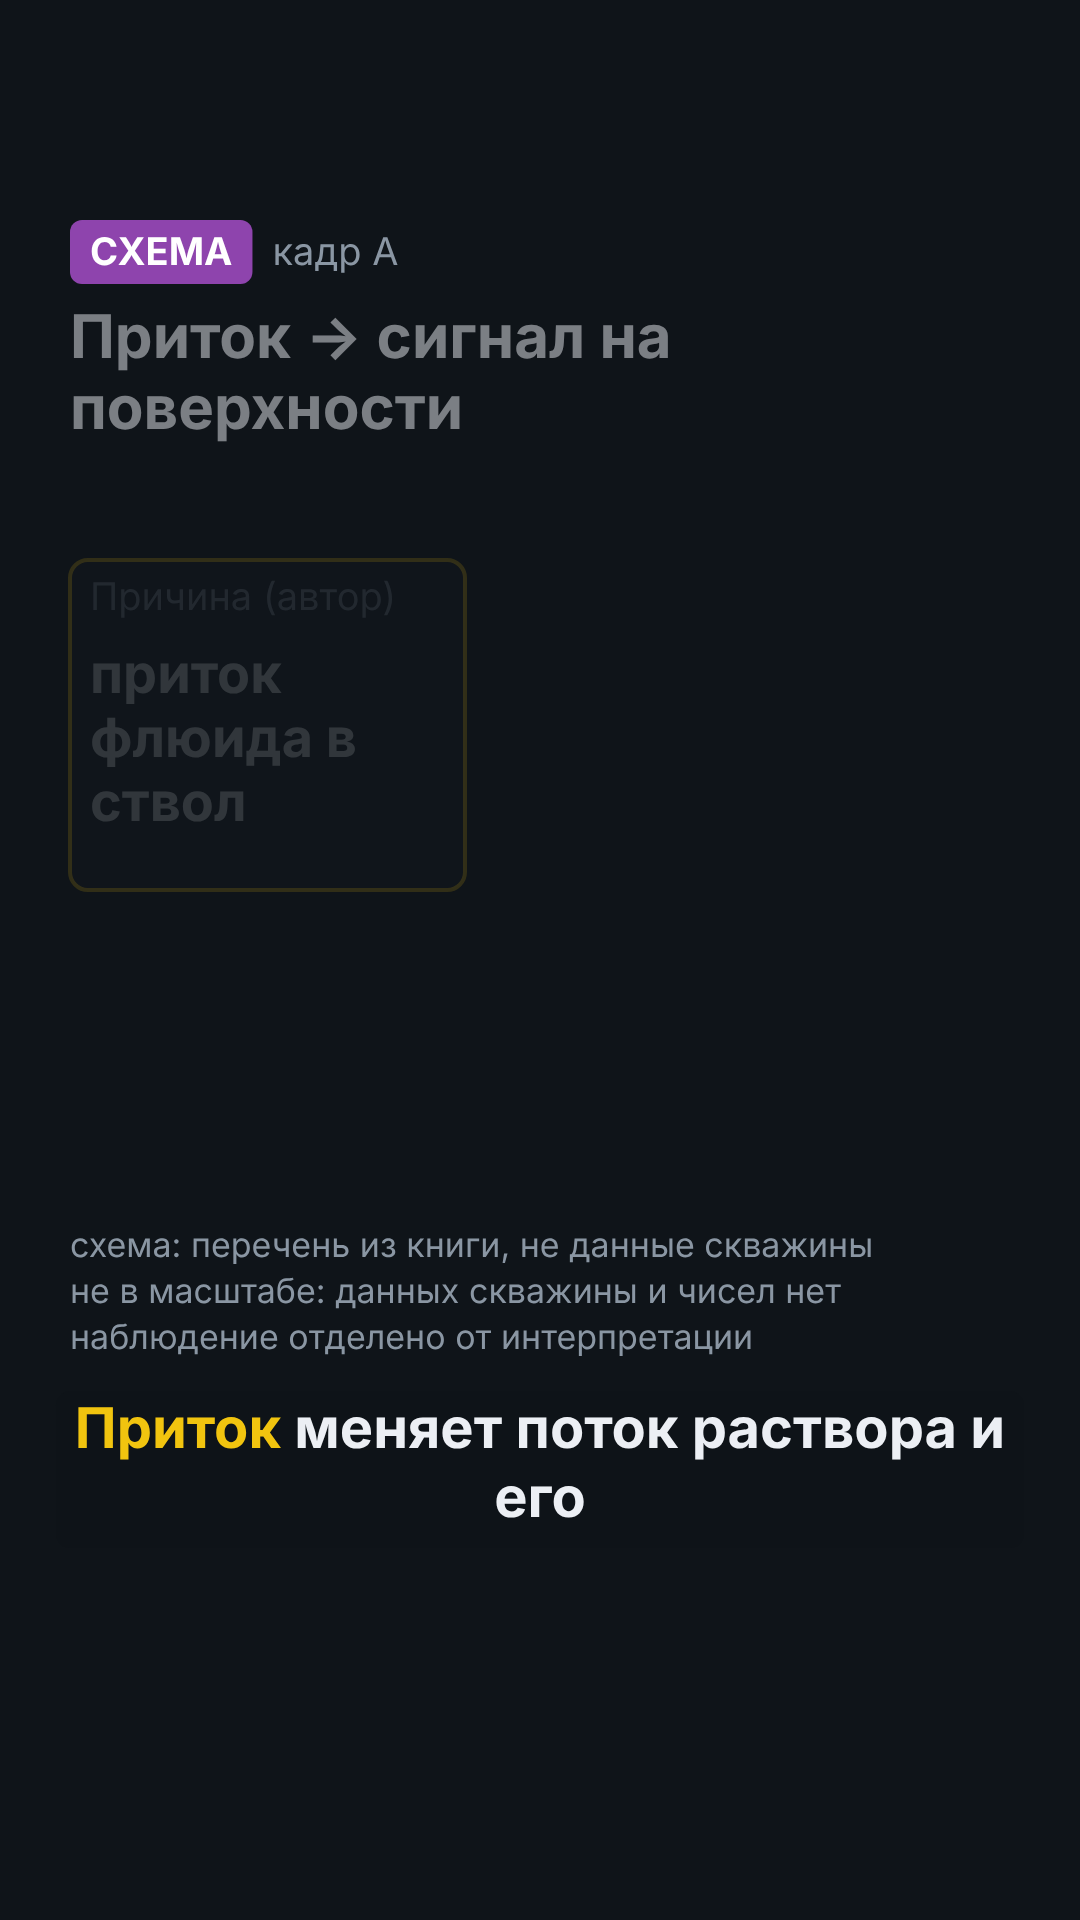 СХЕМА кадр А
Приток → сигнал на
поверхности
Причина (автор)
приток
флюида в
ствол
схема: перечень из книги, не данные скважины
не в масштабе: данных скважины и чисел нет
наблюдение отделено от интерпретации
Приток меняет поток раствора и
его